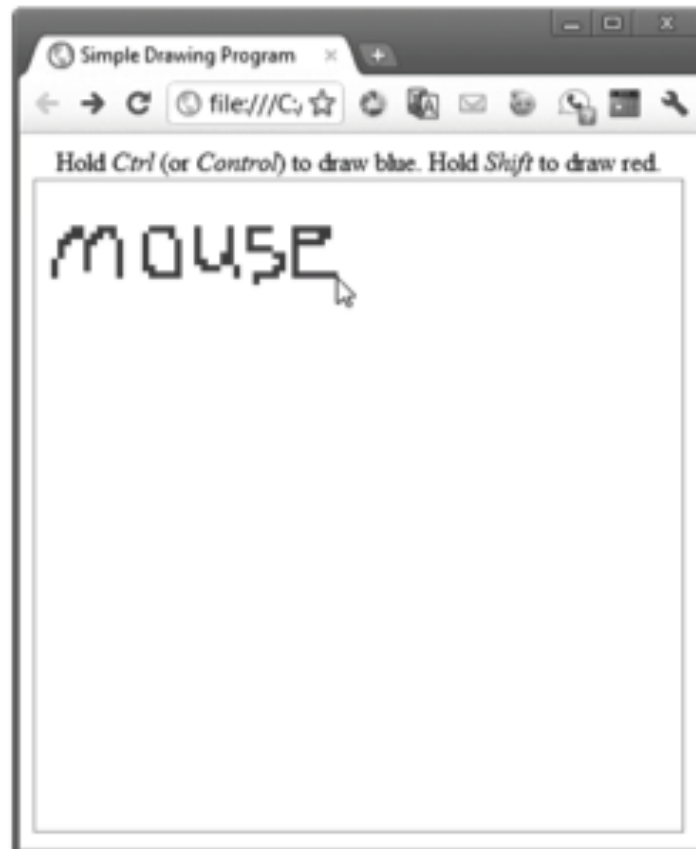 Simple Drawing Program
file:///C:/
Hold Ctrl (or Control) to draw blue. Hold Shift to draw red.
mouse